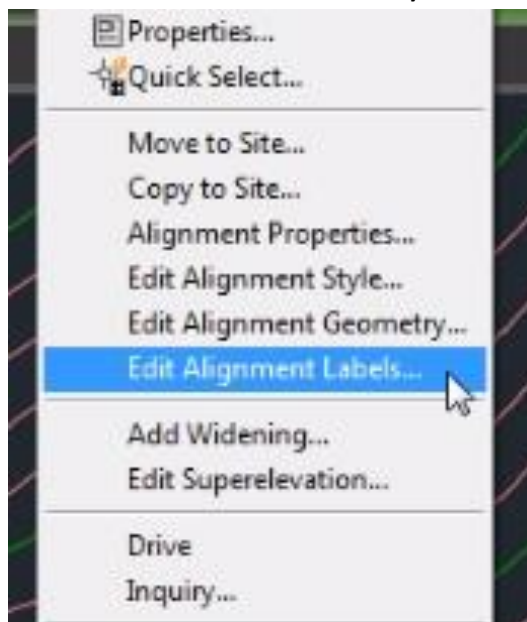 Properties...
Quick Select...
Move to Site...
Copy to Site...
Alignment Properties...
Edit Alignment Style...
Edit Alignment Geometry...
Edit Alignment Labels...
Add Widening...
Edit Superelevation...
Drive
Inquiry...